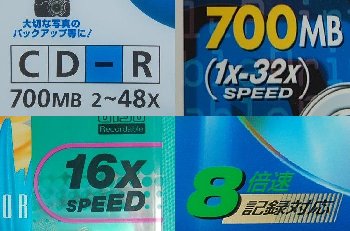 大切な写真の
バックアップ等に!
CD-R
700MB 2~48X
700MB
(1x-32x)
SPEED
Recordable
16x
SPEED
OR
8倍速
記録対応